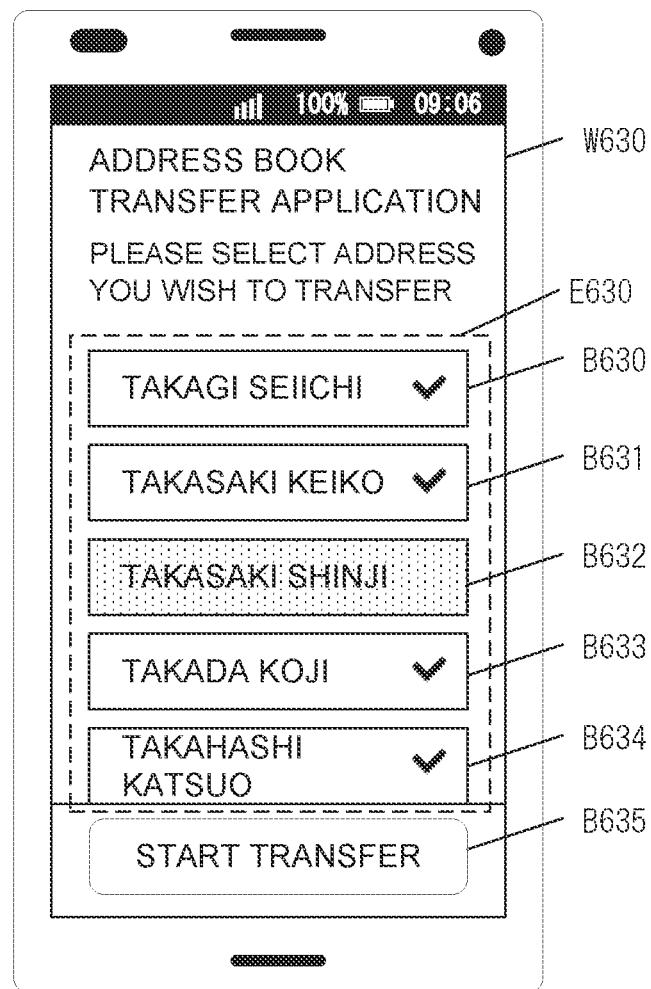 100% 09:06
W630
ADDRESS BOOK
TRANSFER APPLICATION
PLEASE SELECT ADDRESS
YOU WISH TO TRANSFER
E630
TAKAGI SEIICHI
B630
TAKASAKI KEIKO
B631
TAKASAKI SHINJI
B632
TAKADA KOJI
B633
TAKAHASHI
KATSUO
B634
START TRANSFER
B635